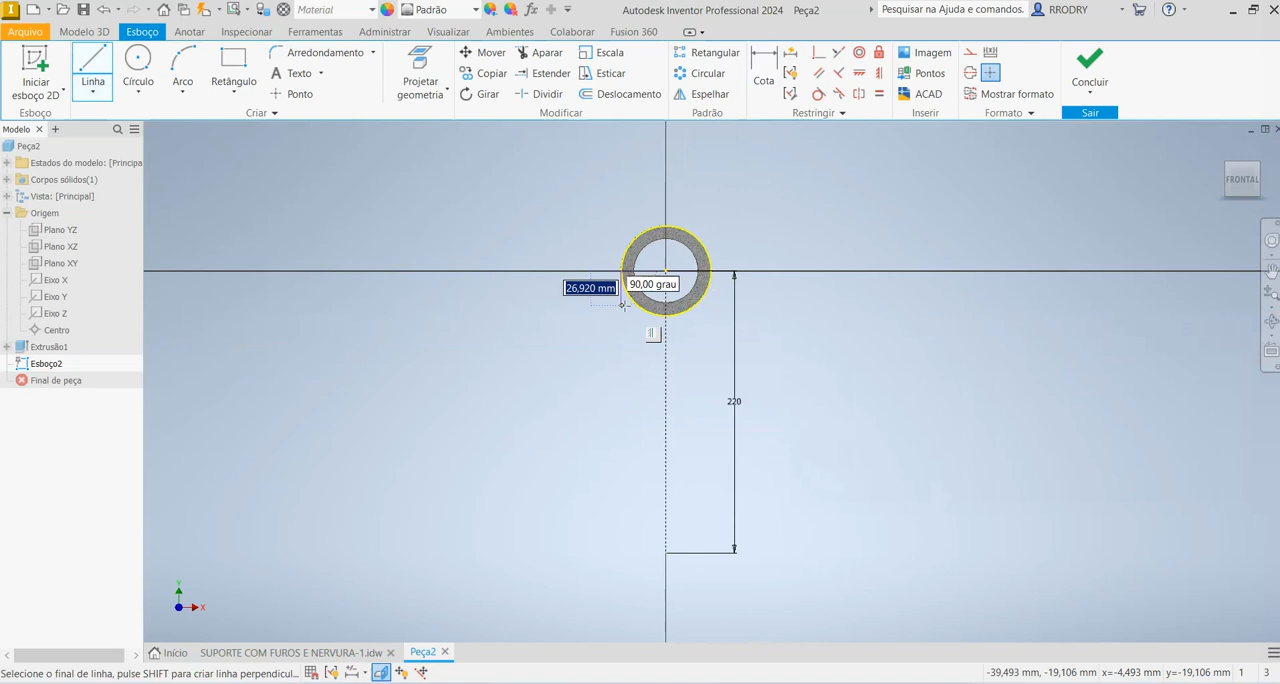 Material
Padrão
Autodesk Inventor Professional 2024 Peça2
Pesquisar na Ajuda e comandos.
RRODRY
Arquivo Modelo 3D Esboço Anotar Inspecionar Ferramentas Administrar Visualizar Ambientes Colaborar Fusion 360
Iniciar
esboço 2D
Linha
Círculo
Arco
Retângulo
Arredondamento
Texto
Ponto
Projetar
geometria
Mover Aparar Escala
Copiar Estender Esticar
Girar Dividir Deslocamento
Retangular
Circular
Espelhar
Cota
Imagem
Pontos
ACAD
Mostrar formato
Concluir
Esboço Criar Modificar Padrão Restringir Inserir Formato Sair
Modelo
Peça2
Estados do modelo: [Principa
Corpos sólidos(1)
Vista: [Principal]
Origem
Plano YZ
Plano XZ
Plano XY
Eixo X
Eixo Y
Eixo Z
Centro
Extrusão1
Esboço2
Final de peça
FRONTAL
26,920 mm
90,00 grau
220
Y
X
Início SUPORTE COM FUROS E NERVURA-1.idw Peça2
Selecione o final de linha, pulse SHIFT para criar linha perpendicul...
-39,493 mm, -19,106 mm x=-4,493 mm y=-19,106 mm 1 3